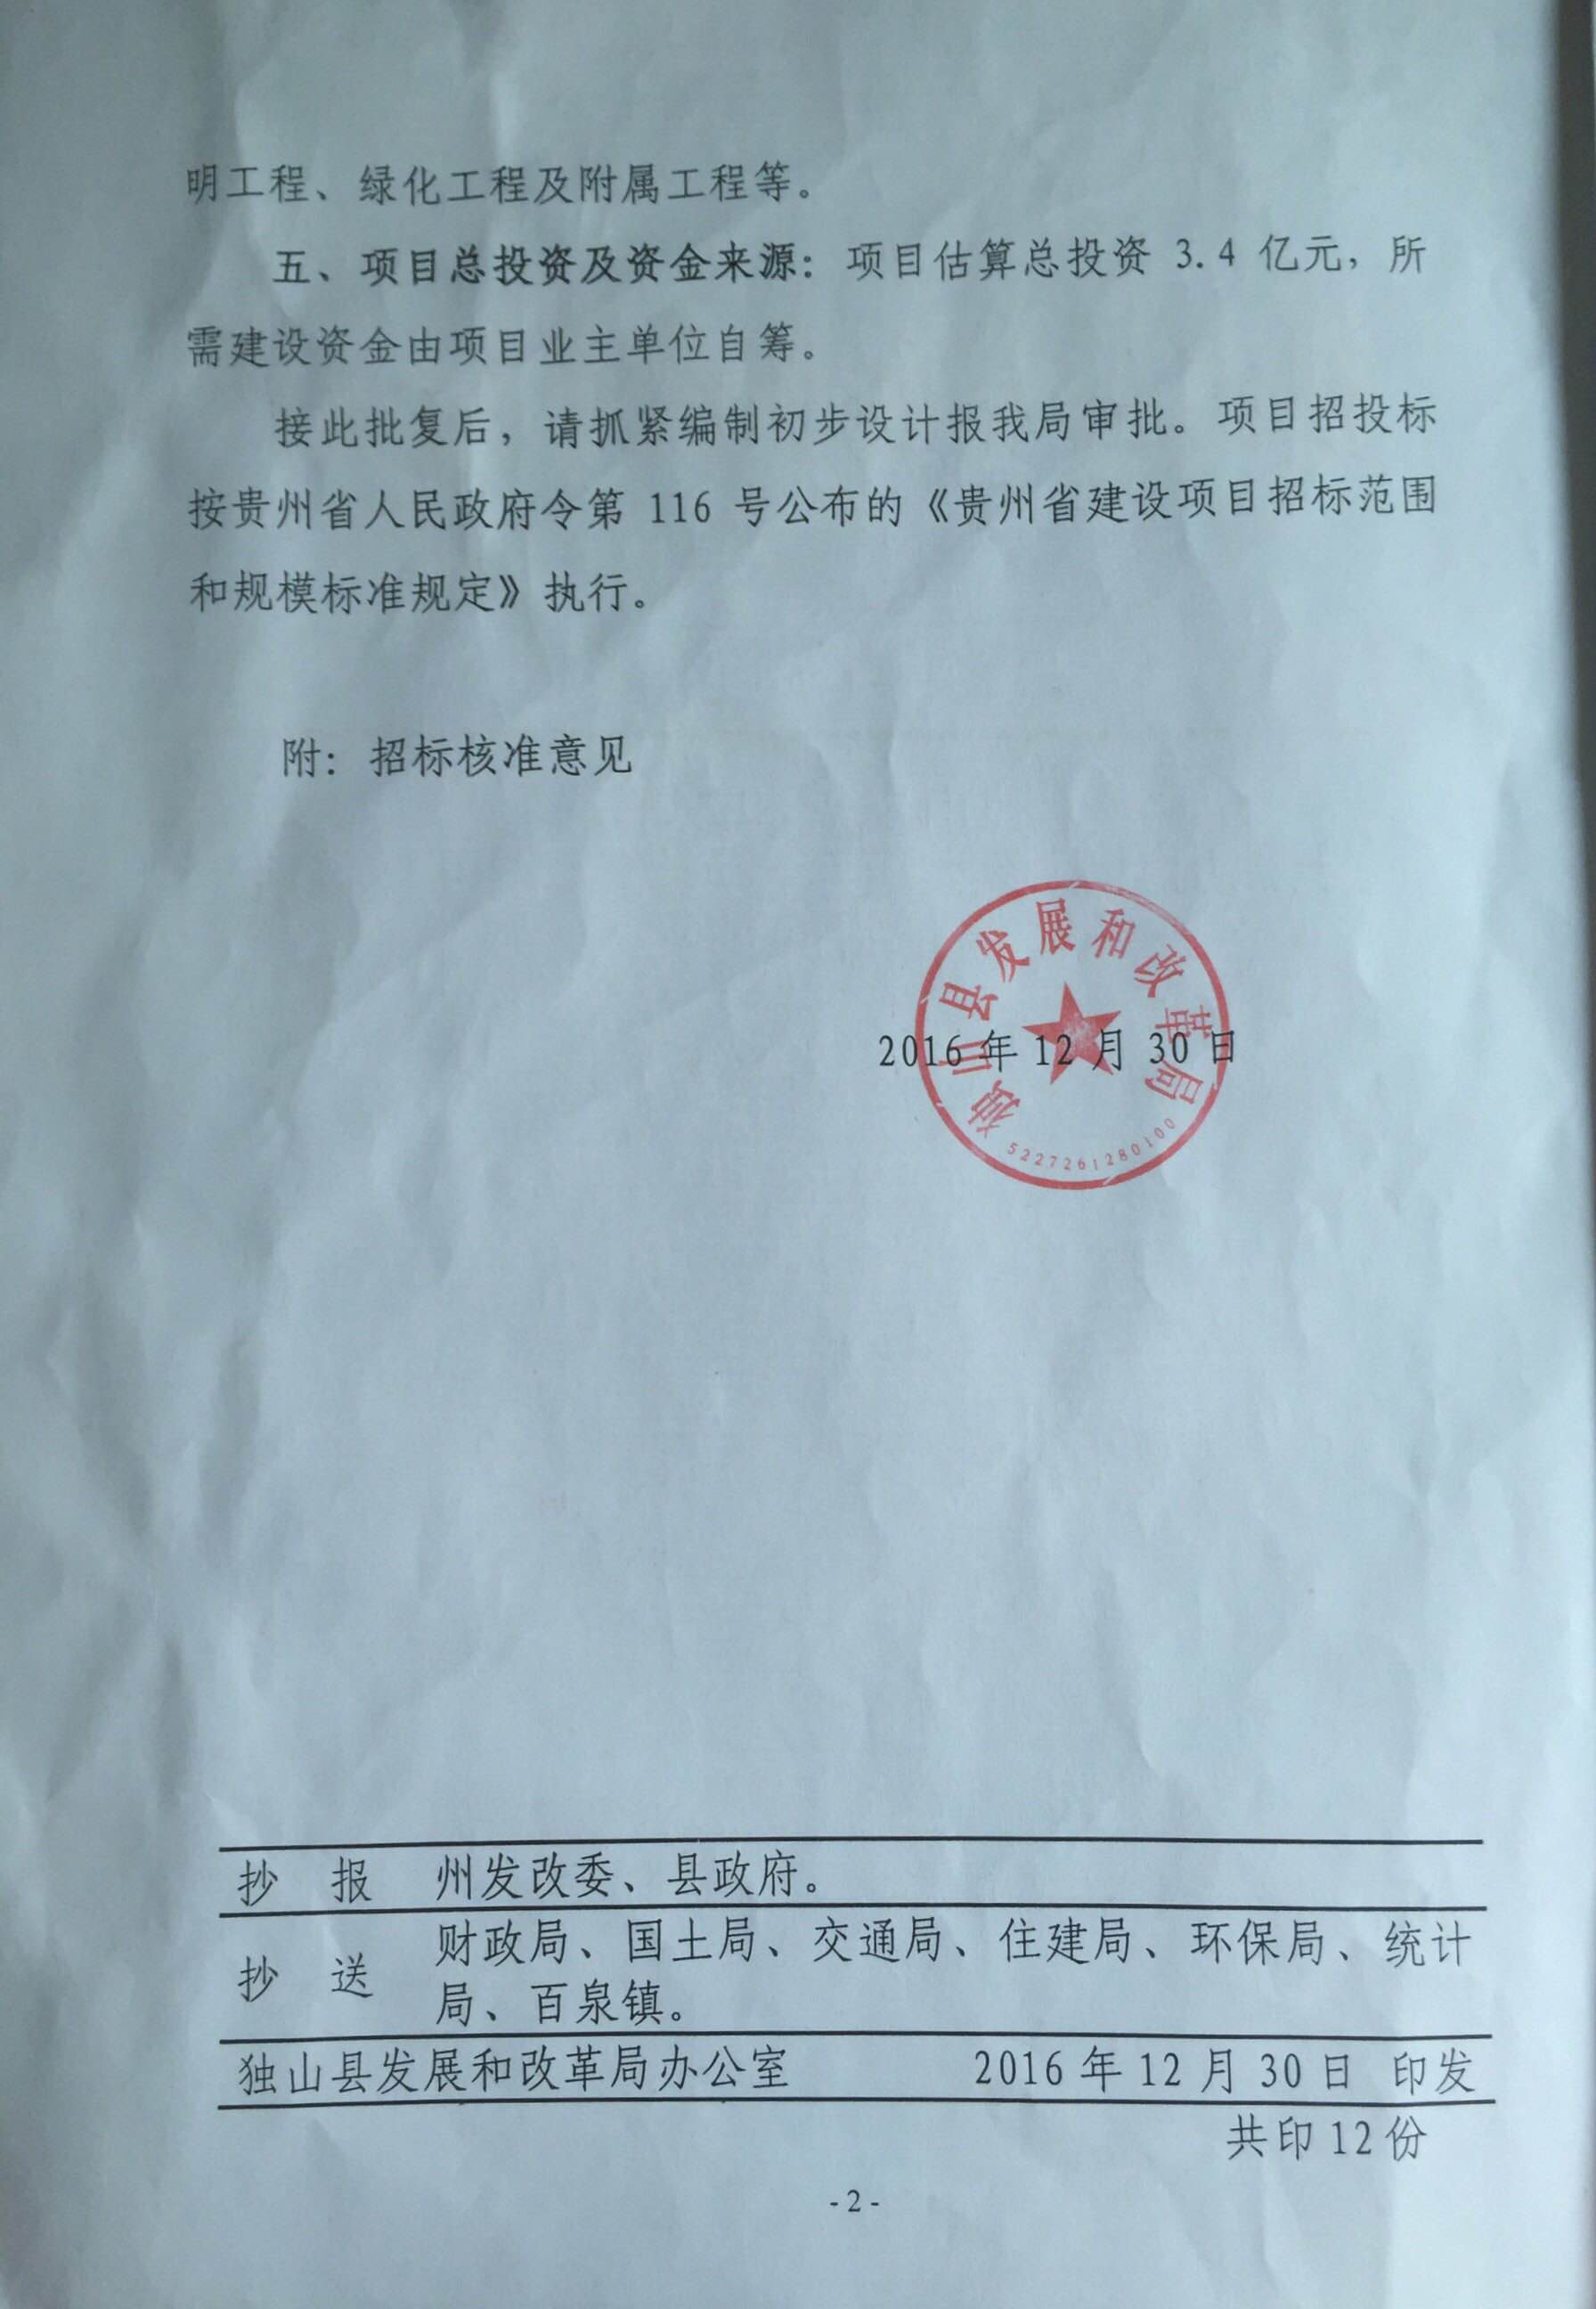 明工程、绿化工程及附属工程等。
五、项目总投资及资金来源：项目估算总投资 3.4 亿元，所
需建设资金由项目业主单位自筹。
接此批复后，请抓紧编制初步设计报我局审批。项目招投标
按贵州省人民政府令第 116 号公布的《贵州省建设项目招标范围
和规模标准规定》执行。
附：招标核准意见
独山县发展和改革局
2016 年 12 月 30 日
5227261280100
抄 报 州发改委、县政府。
抄 送 财政局、国土局、交通局、住建局、环保局、统计
局、百泉镇。
独山县发展和改革局办公室 2016 年 12 月 30 日 印发
共印 12 份
- 2 -